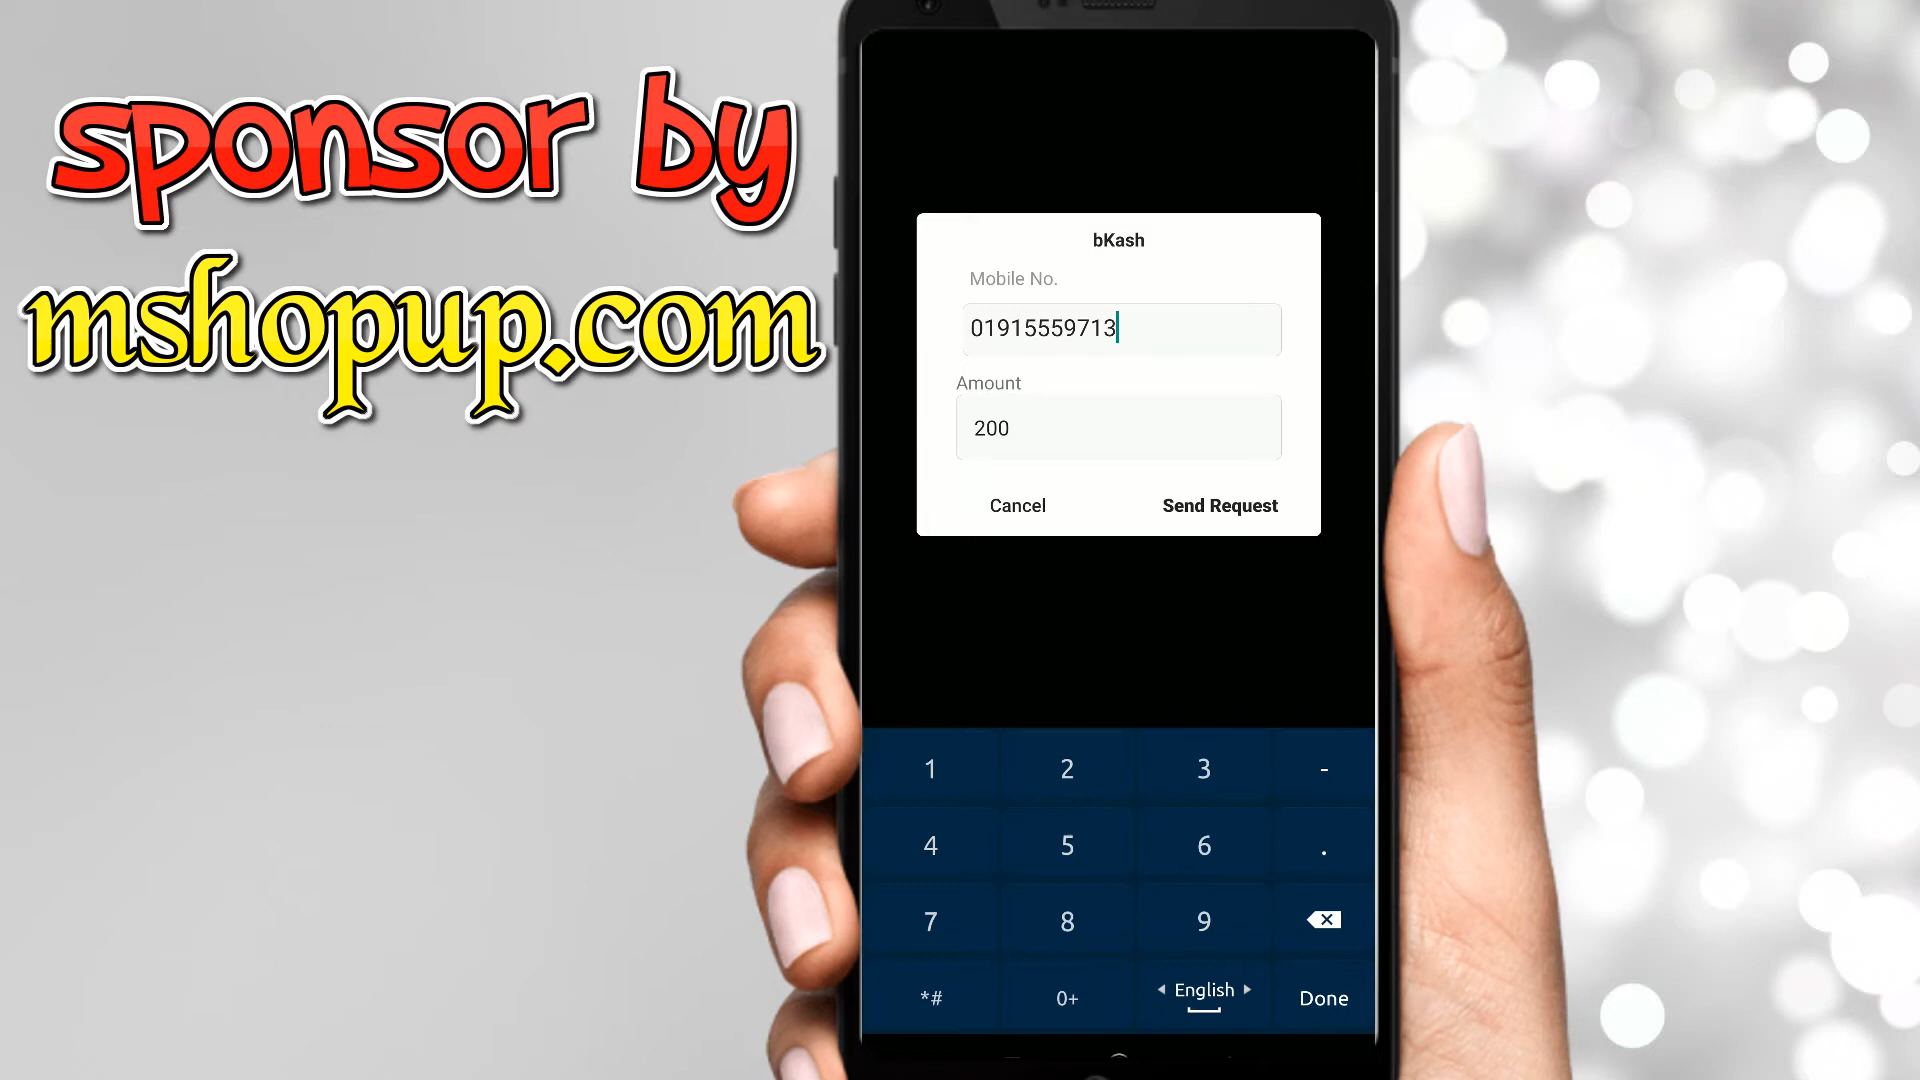 sponsor by
mshopup.com
bKash
Mobile No.
01915559713
Amount
200
Cancel Send Request
1 2 3 -
4 5 6 .
7 8 9
*# 0+ English Done